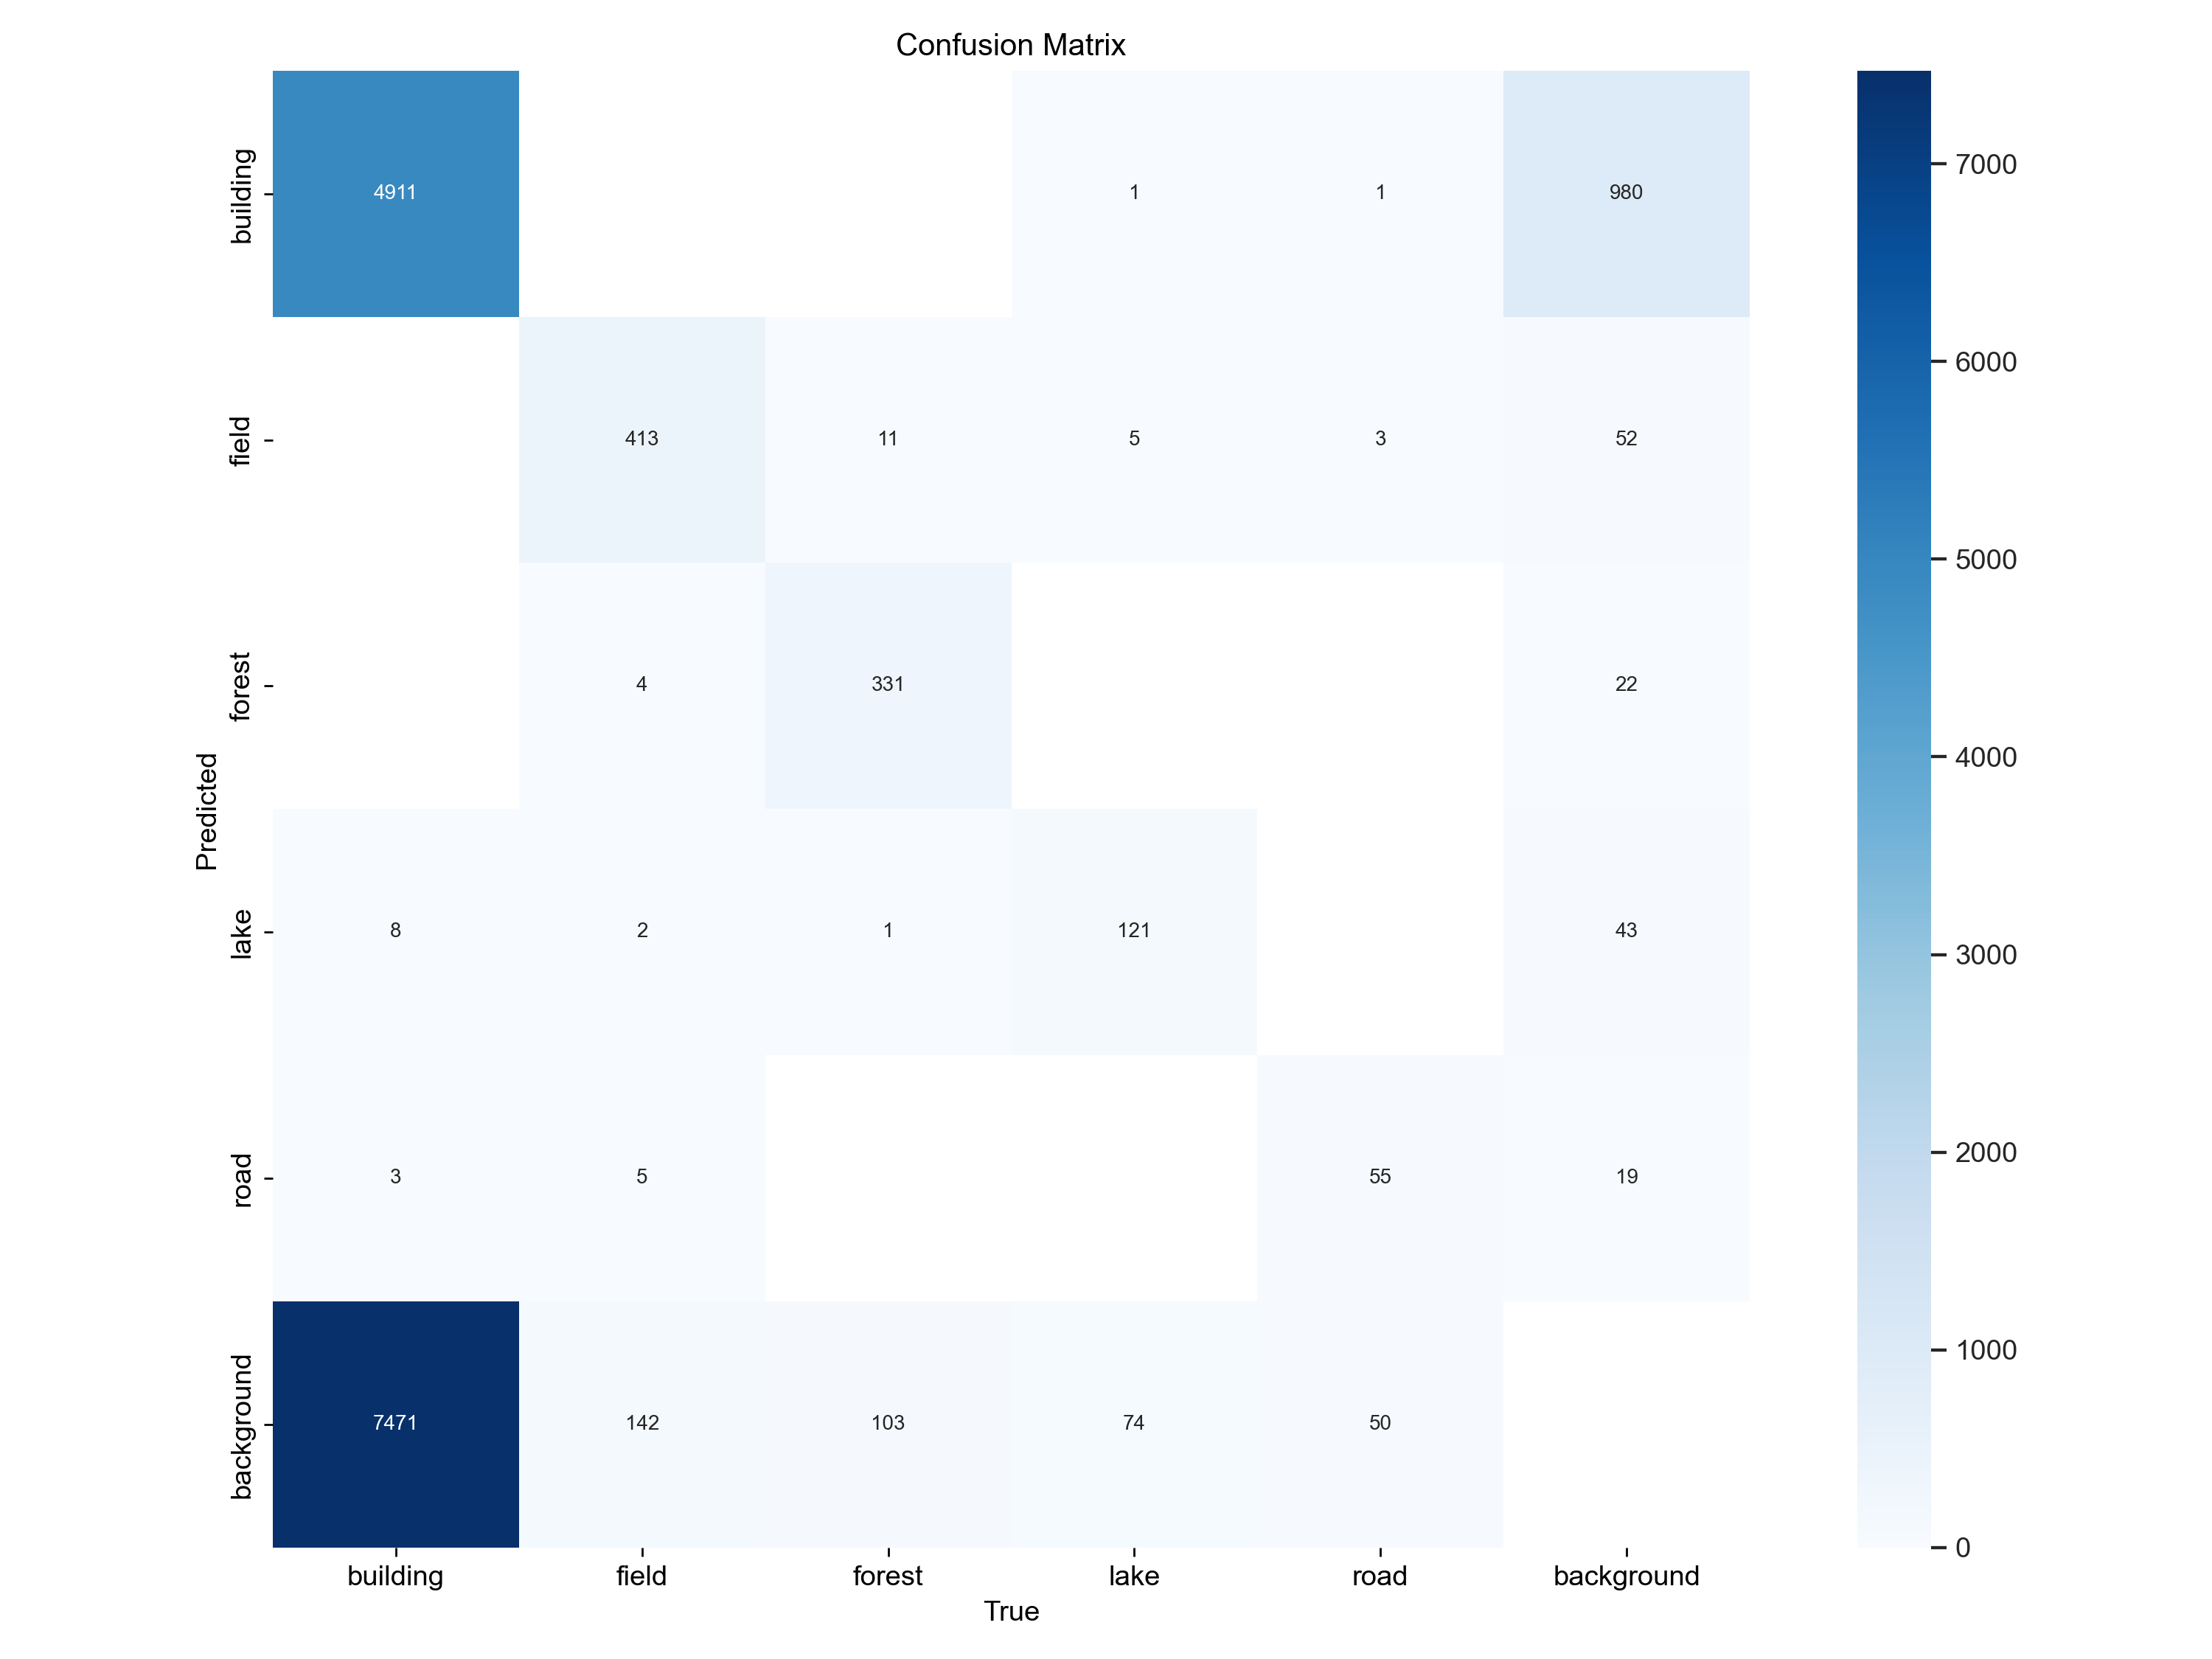 Confusion Matrix
building
4911
1
1
980
7000
field
413
11
5
3
52
6000
5000
forest
4
331
22
4000
Predicted
lake
8
2
1
121
43
3000
road
3
5
55
19
2000
background
7471
142
103
74
50
1000
0
building
field
forest
lake
road
background
True